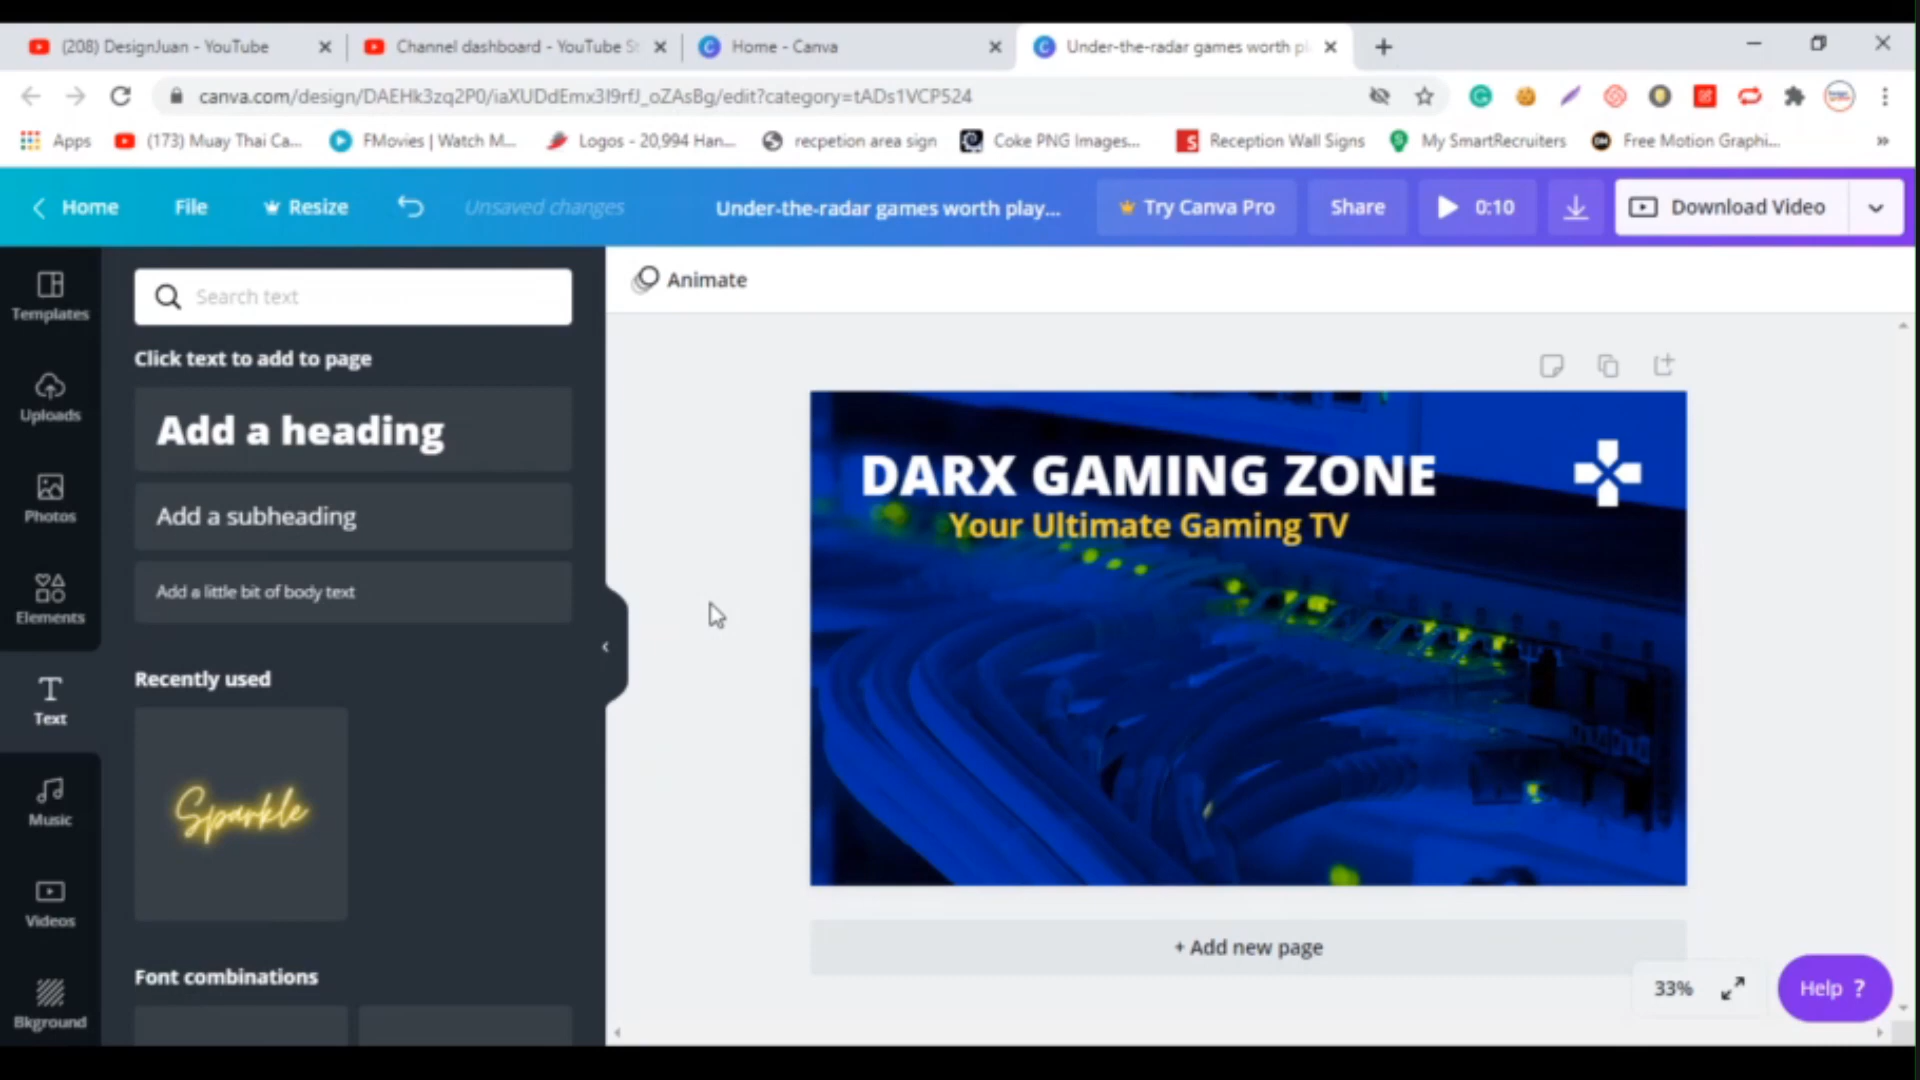 (208) DesignJuan - YouTube
Channel dashboard - YouTube St
Home - Canva
Under-the-radar games worth pl
canva.com/design/DAEHk3zq2P0/iaXUDdEmx3I9rfJ_oZAsBg/edit?category=tADs1VCP524
Apps
(173) Muay Thai Ca...
FMovies | Watch M...
Logos - 20,994 Han...
recpetion area sign
Coke PNG Images...
Reception Wall Signs
My SmartRecruiters
Free Motion Graphi...
Home
File
Resize
Unsaved changes
Under-the-radar games worth play...
Try Canva Pro
Share
0:10
Download Video
Templates
Uploads
Photos
Elements
Text
Music
Videos
Bkground
Search text
Click text to add to page
Add a heading
Add a subheading
Add a little bit of body text
Recently used
Sparkle
Font combinations
Animate
DARX GAMING ZONE
Your Ultimate Gaming TV
+ Add new page
33%
Help ?